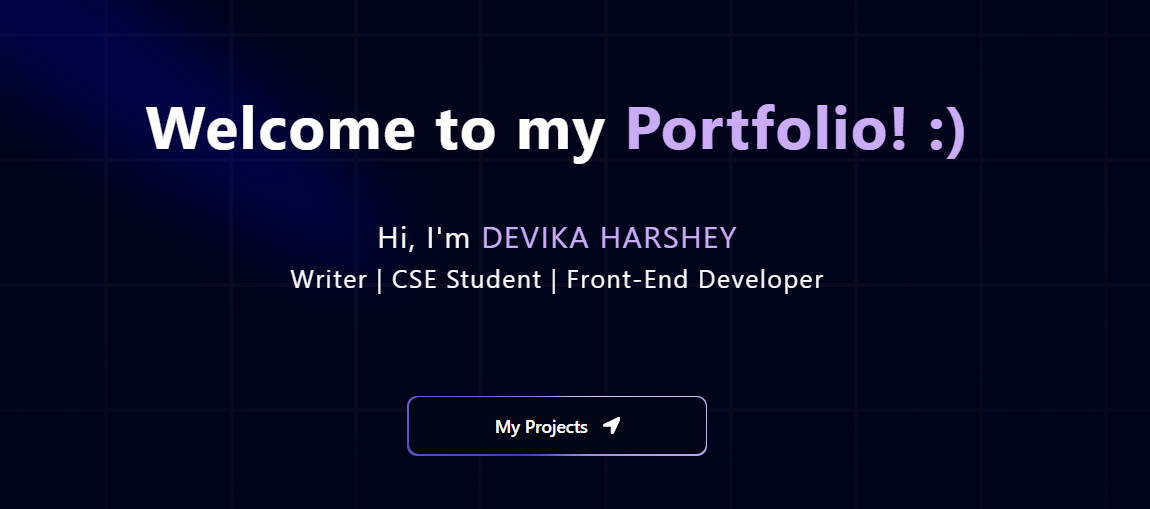 Welcome to my Portfolio! :)
Hi, I'm DEVIKA HARSHEY
Writer | CSE Student | Front-End Developer
My Projects